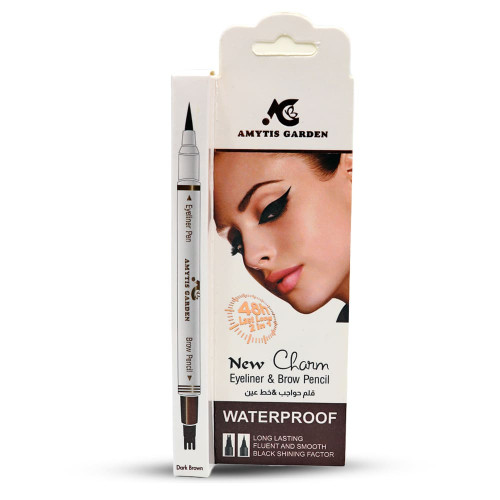 AMYTIS GARDEN
Eyeliner Pen
AMYTIS GARDEN
Brow Pencil
Dark Brown
48h
Last Long
2 in 1
New Charm
Eyeliner & Brow Pencil
قلم حواجب &خط عين
WATERPROOF
LONG LASTING
FLUENT AND SMOOTH
BLACK SHINING FACTOR